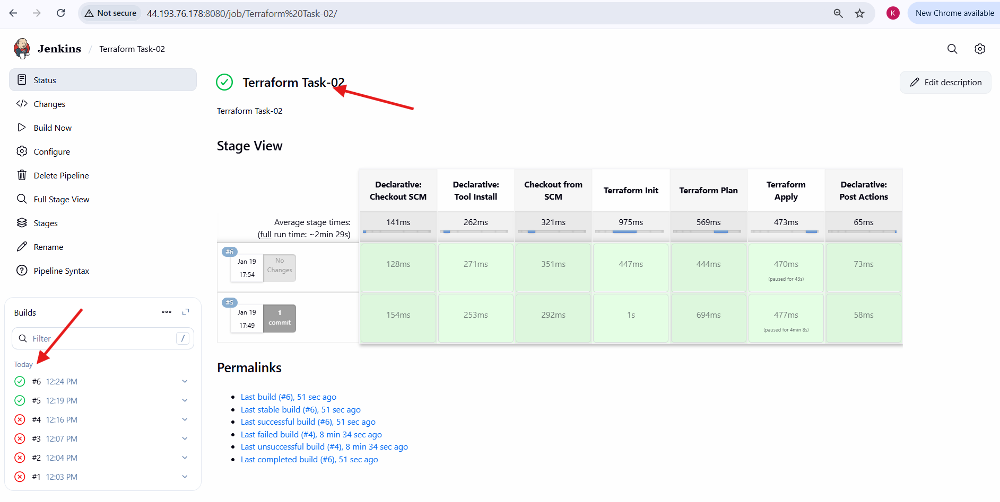 Not secure
44.193.76.178:8080/job/Terraform%20Task-02/
K
New Chrome available
Jenkins / Terraform Task-02
Status
Changes
Build Now
Configure
Delete Pipeline
Full Stage View
Stages
Rename
Pipeline Syntax
Builds
Filter
/
Today
#6 12:24 PM
#5 12:19 PM
#4 12:16 PM
#3 12:07 PM
#2 12:04 PM
#1 12:03 PM
Terraform Task-02
Edit description
Terraform Task-02
Stage View
Declarative: Checkout SCM
Declarative: Tool Install
Checkout from SCM
Terraform Init
Terraform Plan
Terraform Apply
Declarative: Post Actions
Average stage times:
(full run time: ~2min 29s)
141ms 262ms 321ms 975ms 569ms 473ms 65ms
#6
Jan 19
17:54
No
Changes
128ms 271ms 351ms 447ms 444ms 470ms 73ms
(paused for 43s)
#5
Jan 19
17:49
1
commit
154ms 253ms 292ms 1s 694ms 477ms 58ms
(paused for 4min 8s)
Permalinks
Last build (#6), 51 sec ago
Last stable build (#6), 51 sec ago
Last successful build (#6), 51 sec ago
Last failed build (#4), 8 min 34 sec ago
Last unsuccessful build (#4), 8 min 34 sec ago
Last completed build (#6), 51 sec ago